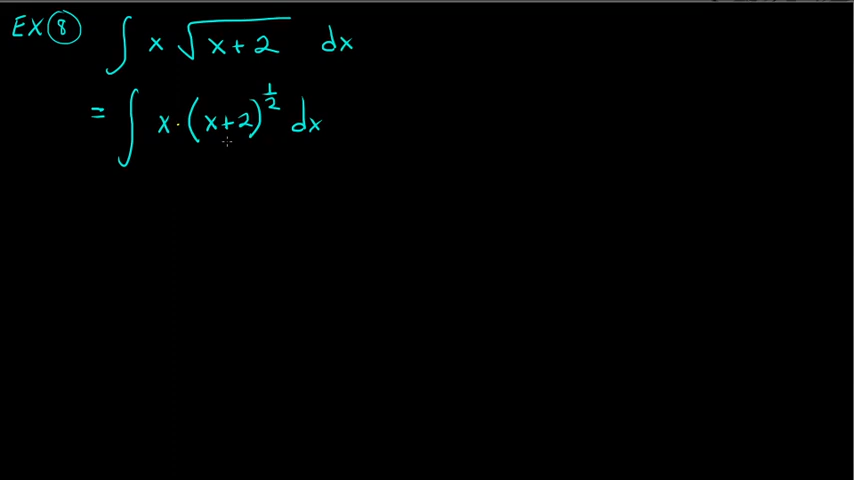 EX ⑧ ∫ x √(x+2) dx
= ∫ x · (x+2)^(1/2) dx